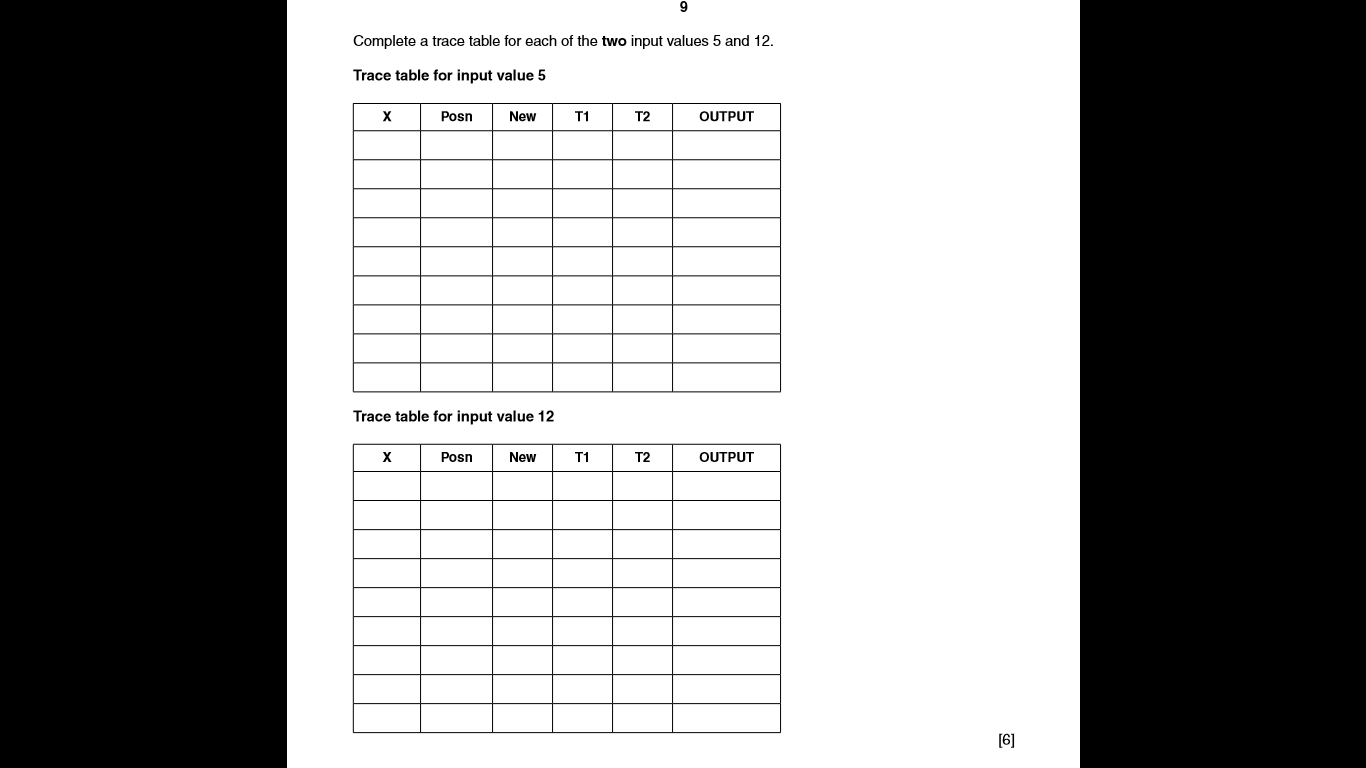 9
Complete a trace table for each of the two input values 5 and 12.
Trace table for input value 5
X Posn New T1 T2 OUTPUT
Trace table for input value 12
X Posn New T1 T2 OUTPUT
[6]